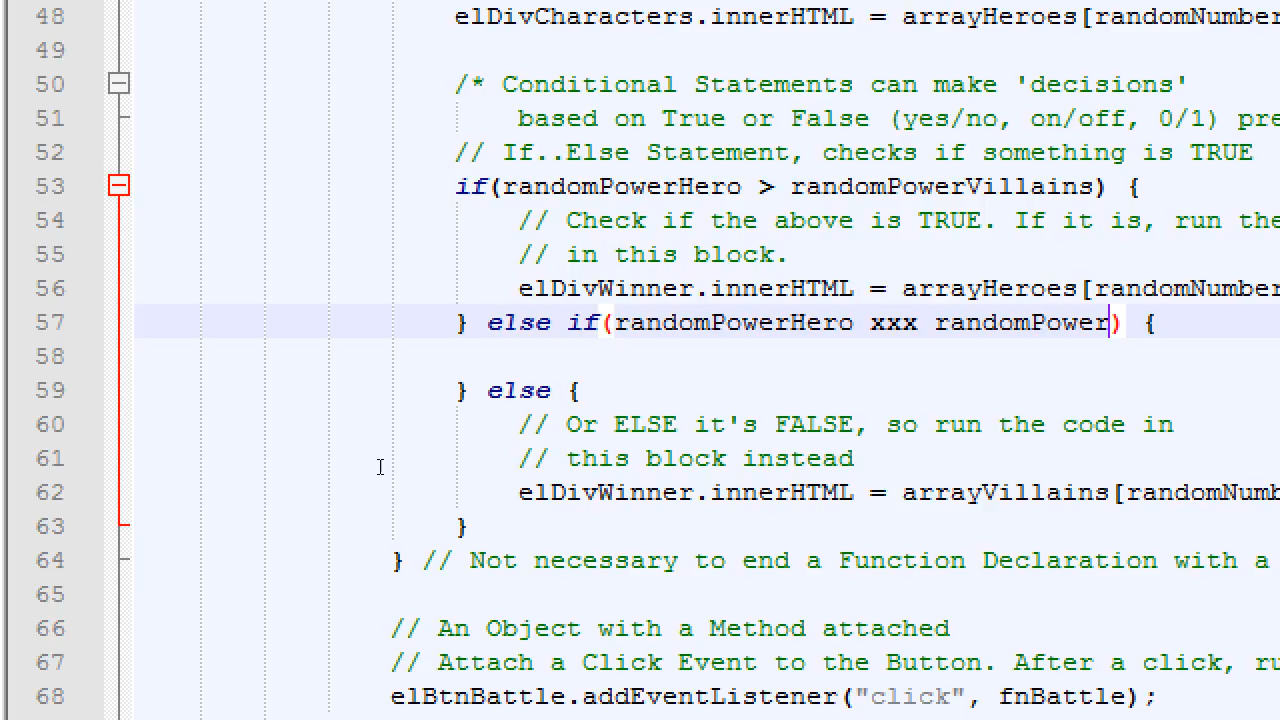 48 elDivCharacters.innerHTML = arrayHeroes[randomNumber
49
50 /* Conditional Statements can make 'decisions'
51 based on True or False (yes/no, on/off, 0/1) pre
52 // If..Else Statement, checks if something is TRUE
53 if(randomPowerHero > randomPowerVillains) {
54 // Check if the above is TRUE. If it is, run the
55 // in this block.
56 elDivWinner.innerHTML = arrayHeroes[randomNumber
57 } else if(randomPowerHero xxx randomPower) {
58
59 } else {
60 // Or ELSE it's FALSE, so run the code in
61 // this block instead
62 elDivWinner.innerHTML = arrayVillains[randomNumb
63 }
64 } // Not necessary to end a Function Declaration with a
65
66 // An Object with a Method attached
67 // Attach a Click Event to the Button. After a click, ru
68 elBtnBattle.addEventListener("click", fnBattle);